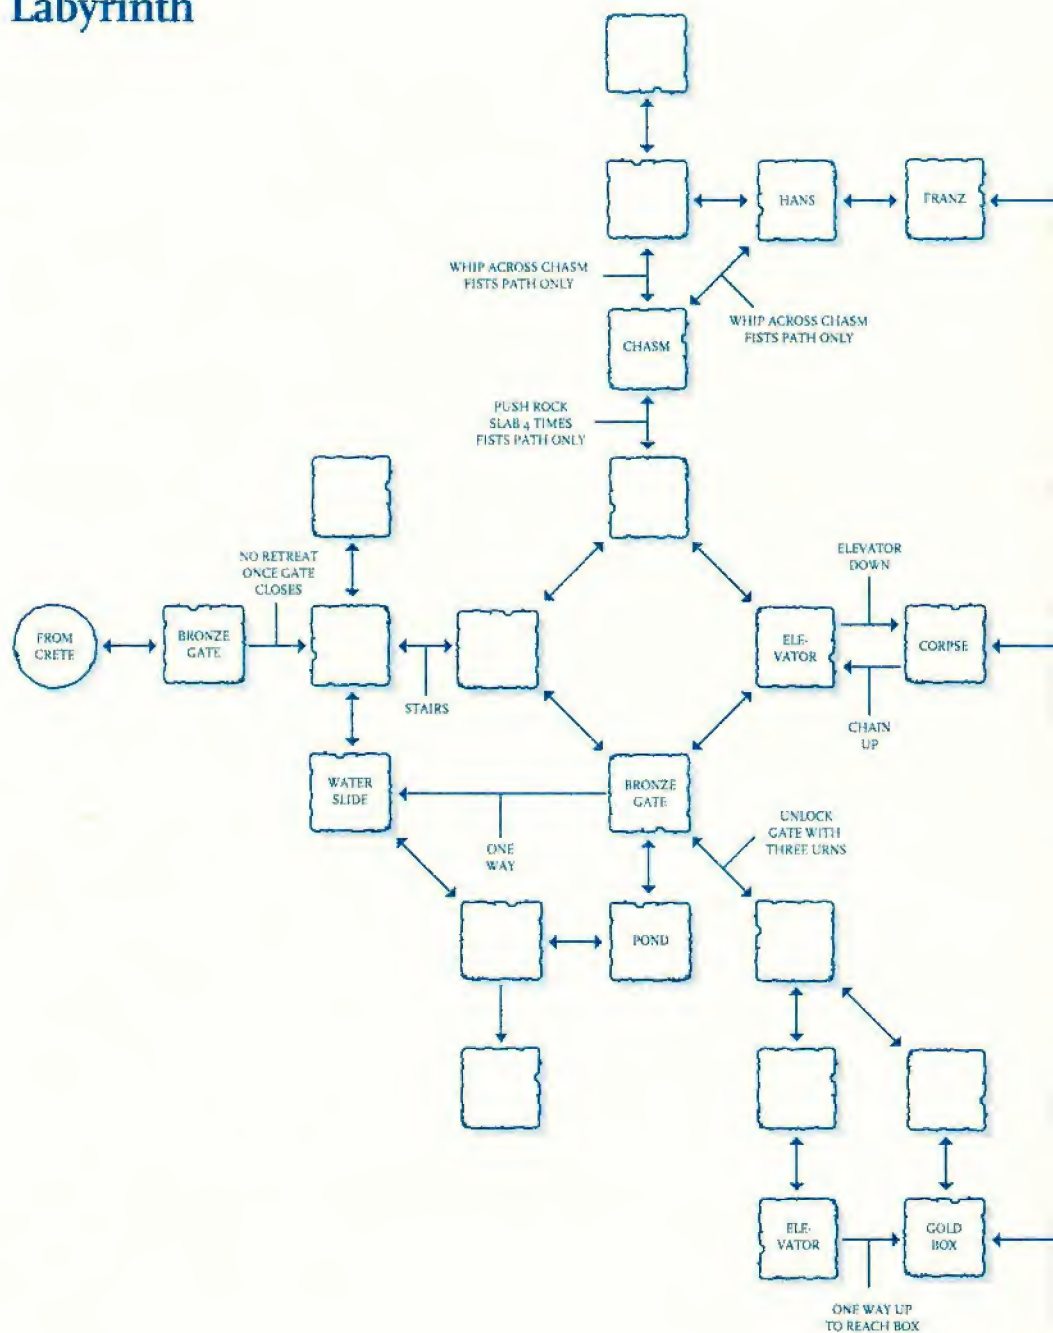 Labyrinth
HANS
FRANZ
WHIP ACROSS CHASM
FISTS PATH ONLY
WHIP ACROSS CHASM
FISTS PATH ONLY
CHASM
PUSH ROCK
SLAB 4 TIMES
FISTS PATH ONLY
NO RETREAT
ONCE GATE
CLOSES
ELEVATOR
DOWN
FROM
CRETE
BRONZE
GATE
STAIRS
ELE-
VATOR
CORPSE
CHAIN
UP
WATER
SLIDE
BRONZE
GATE
ONE
WAY
UNLOCK
GATE WITH
THREE URNS
POND
ELE-
VATOR
GOLD
BOX
ONE WAY UP
TO REACH BOX